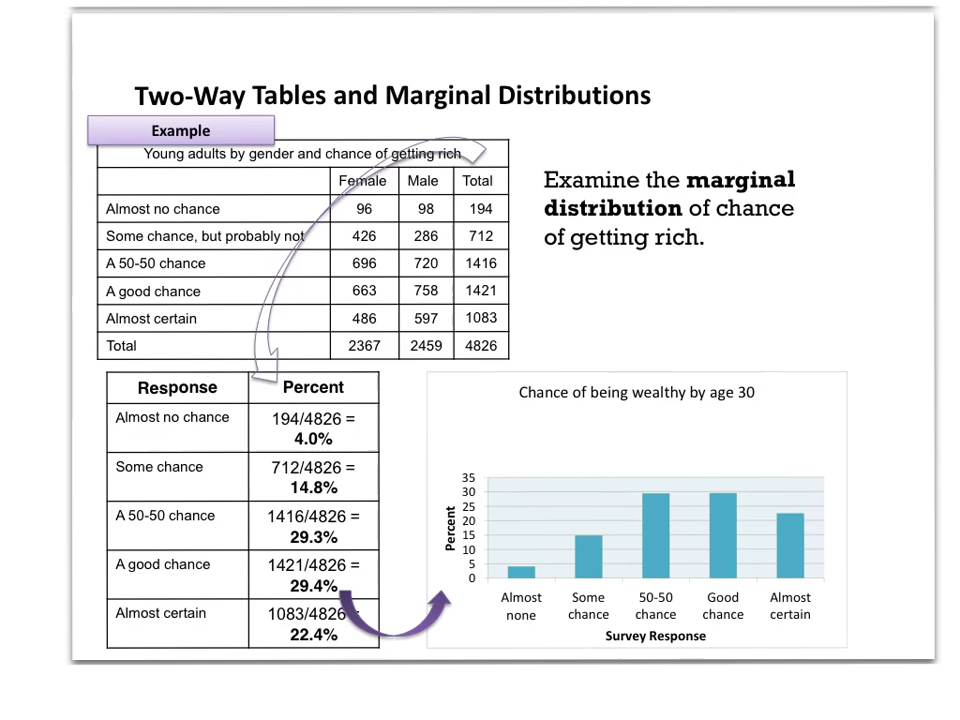 Two-Way Tables and Marginal Distributions
Example
Young adults by gender and chance of getting rich
Female Male Total
Almost no chance 96 98 194
Some chance, but probably not 426 286 712
A 50-50 chance 696 720 1416
A good chance 663 758 1421
Almost certain 486 597 1083
Total 2367 2459 4826
Examine the marginal
distribution of chance
of getting rich.
Response Percent
Almost no chance 194/4826 =
4.0%
Some chance 712/4826 =
14.8%
A 50-50 chance 1416/4826 =
29.3%
A good chance 1421/4826 =
29.4%
Almost certain 1083/4826 =
22.4%
Chance of being wealthy by age 30
Percent
35
30
25
20
15
10
5
0
Almost none
Some chance
50-50 chance
Good chance
Almost certain
Survey Response